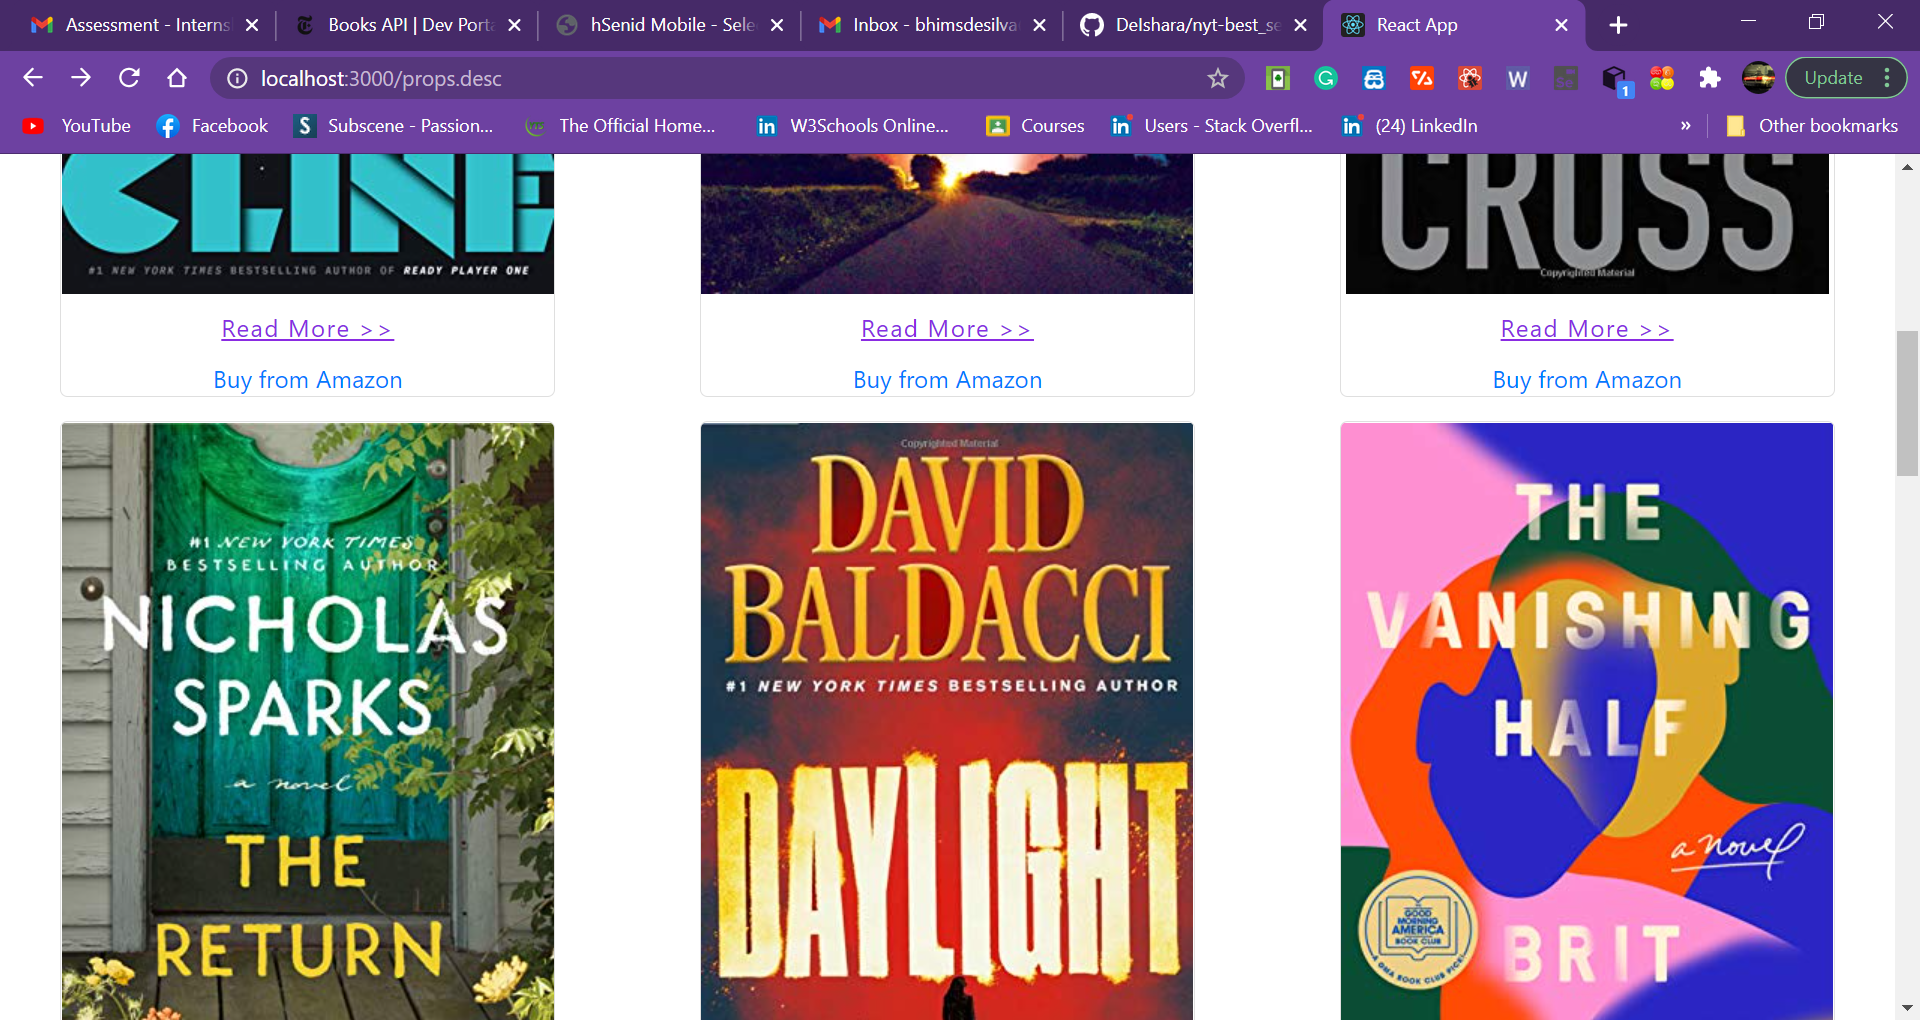 Assessment - Interns
Books API | Dev Porta
hSenid Mobile - Sele
Inbox - bhimsdesilva
Delshara/nyt-best_se
React App
localhost:3000/props.desc
W
1
Update
YouTube
Facebook
S
Subscene - Passion...
The Official Home...
in
W3Schools Online...
Courses
in
Users - Stack Overfl...
in
(24) LinkedIn
»
Other bookmarks
CLINE
#1 NEW YORK TIMES BESTSELLING AUTHOR OF READY PLAYER ONE
CROSS
Copyrighted Material
Read More >>
Read More >>
Read More >>
Buy from Amazon
Buy from Amazon
Buy from Amazon
#1 NEW YORK TIMES
BESTSELLING AUTHOR
NICHOLAS
SPARKS
a novel
THE
RETURN
Copyrighted Material
DAVID
BALDACCI
#1 NEW YORK TIMES BESTSELLING AUTHOR
DAYLIGHT
THE
VANISHING
HALF
a novel
GOOD
MORNING
AMERICA
BOOK CLUB
A GMA BOOK CLUB PICK!
BRIT